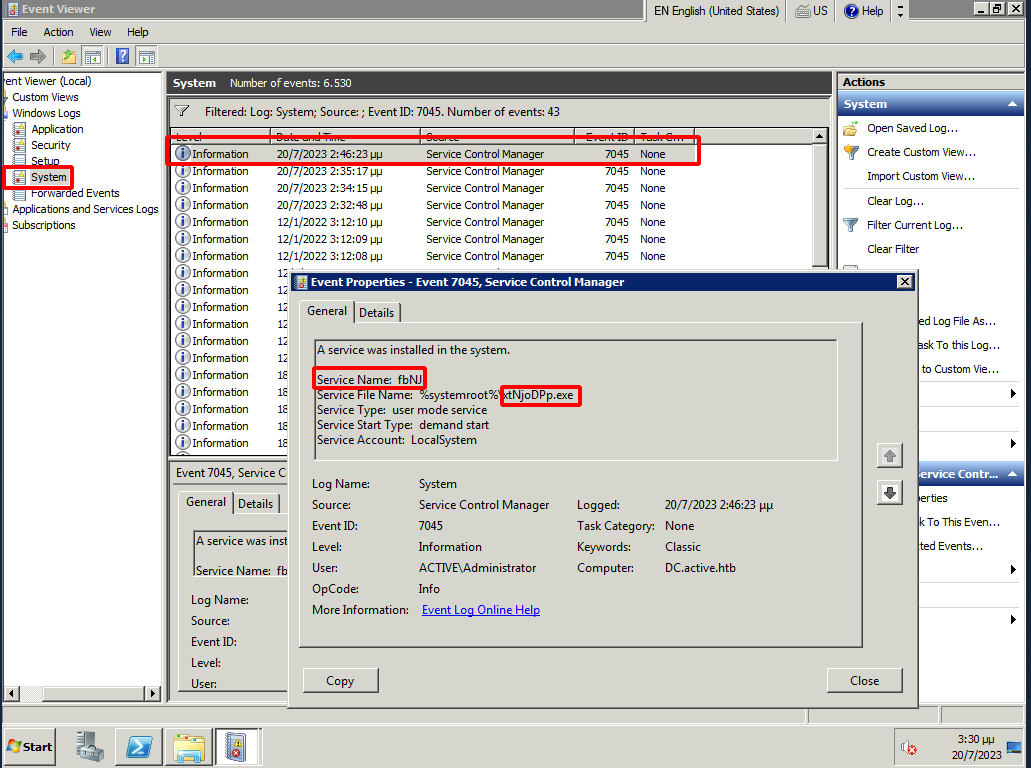 Event Viewer
EN English (United States) US Help
File Action View Help
vent Viewer (Local)
Custom Views
Windows Logs
Application
Security
Setup
System
Forwarded Events
Applications and Services Logs
Subscriptions
System Number of events: 6.530
Filtered: Log: System; Source: ; Event ID: 7045. Number of events: 43
Level Date and Time Source Event ID Task C...
Information 20/7/2023 2:46:23 μμ Service Control Manager 7045 None
Information 20/7/2023 2:35:17 μμ Service Control Manager 7045 None
Information 20/7/2023 2:34:15 μμ Service Control Manager 7045 None
Information 20/7/2023 2:32:48 μμ Service Control Manager 7045 None
Information 12/1/2022 3:12:10 μμ Service Control Manager 7045 None
Information 12/1/2022 3:12:09 μμ Service Control Manager 7045 None
Information 12/1/2022 3:12:08 μμ Service Control Manager 7045 None
Information 12/
Information 12/
Information 12/
Information 12/
Information 12/
Information 12/
Information 18/
Information 18/
Information 18/
Information 18/
Information 18/
Event 7045, Service C
General Details
A service was inst
Service Name: fb
Log Name:
Source:
Event ID:
Level:
User:
Event Properties - Event 7045, Service Control Manager
General Details
A service was installed in the system.
Service Name: fbNJ
Service File Name: %systemroot%\xtNjoDPp.exe
Service Type: user mode service
Service Start Type: demand start
Service Account: LocalSystem
Log Name: System
Source: Service Control Manager Logged: 20/7/2023 2:46:23 μμ
Event ID: 7045 Task Category: None
Level: Information Keywords: Classic
User: ACTIVE\Administrator Computer: DC.active.htb
OpCode: Info
More Information: Event Log Online Help
Copy Close
Actions
System
Open Saved Log...
Create Custom View...
Import Custom View...
Clear Log...
Filter Current Log...
Clear Filter
ed Log File As...
ask To this Log...
to Custom View...
ervice Contr...
perties
k To This Even...
ted Events...
Start
3:30 μμ
20/7/2023